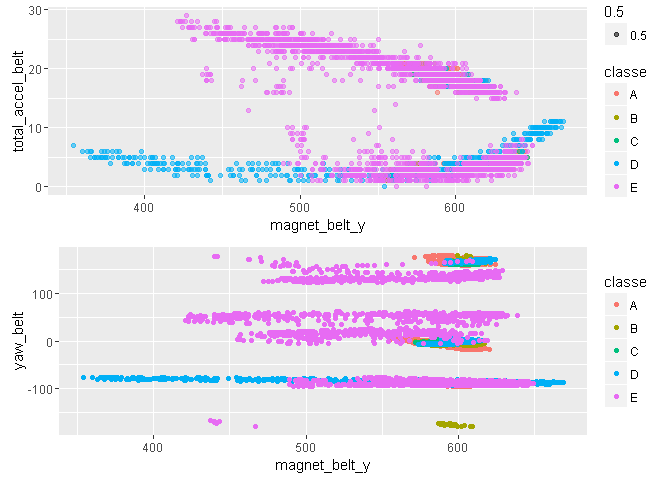 30
20
10
0
total_accel_belt
400 500 600
magnet_belt_y
0.5
0.5
classe
A
B
C
D
E
100
0
-100
yaw_belt
400 500 600
magnet_belt_y
classe
A
B
C
D
E